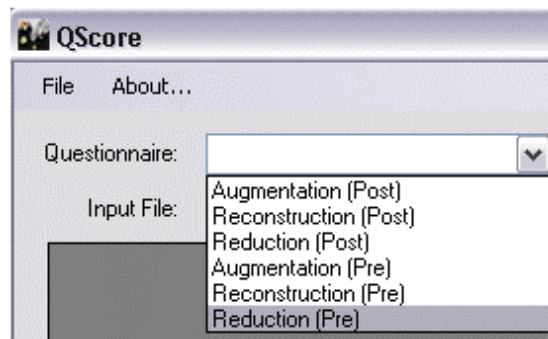 QScore
File About...
Questionnaire:
Augmentation (Post)
Reconstruction (Post)
Input File:
Reduction (Post)
Augmentation (Pre)
Reconstruction (Pre)
Reduction (Pre)